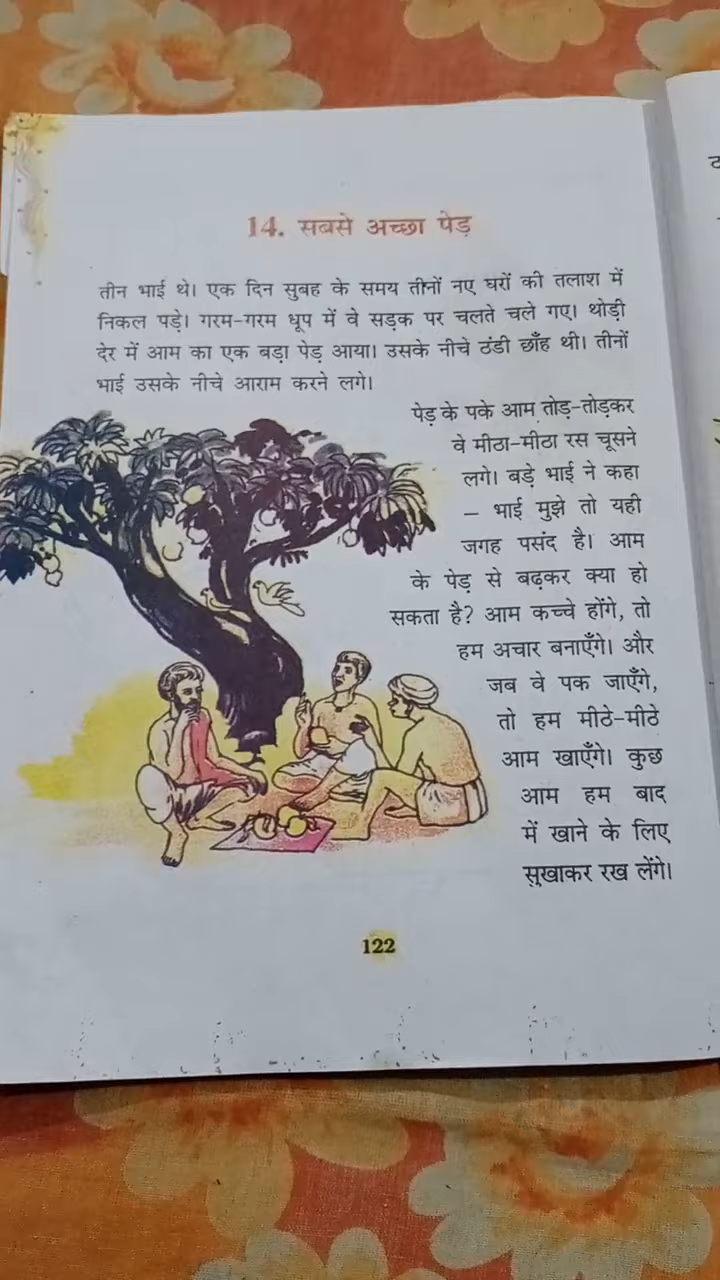 14. सबसे अच्छा पेड़
तीन भाई थे। एक दिन सुबह के समय तीनों नए घरों की तलाश में
निकल पड़े। गरम-गरम धूप में वे सड़क पर चलते चले गए। थोड़ी
देर में आम का एक बड़ा पेड़ आया। उसके नीचे ठंडी छाँह थी। तीनों
भाई उसके नीचे आराम करने लगे।
पेड़ के पके आम तोड़-तोड़कर
वे मीठा-मीठा रस चूसने
लगे। बड़े भाई ने कहा
– भाई मुझे तो यही
जगह पसंद है। आम
के पेड़ से बढ़कर क्या हो
सकता है? आम कच्चे होंगे, तो
हम अचार बनाएँगे। और
जब वे पक जाएँगे,
तो हम मीठे-मीठे
आम खाएँगे। कुछ
आम हम बाद
में खाने के लिए
सुखाकर रख लेंगे।
122